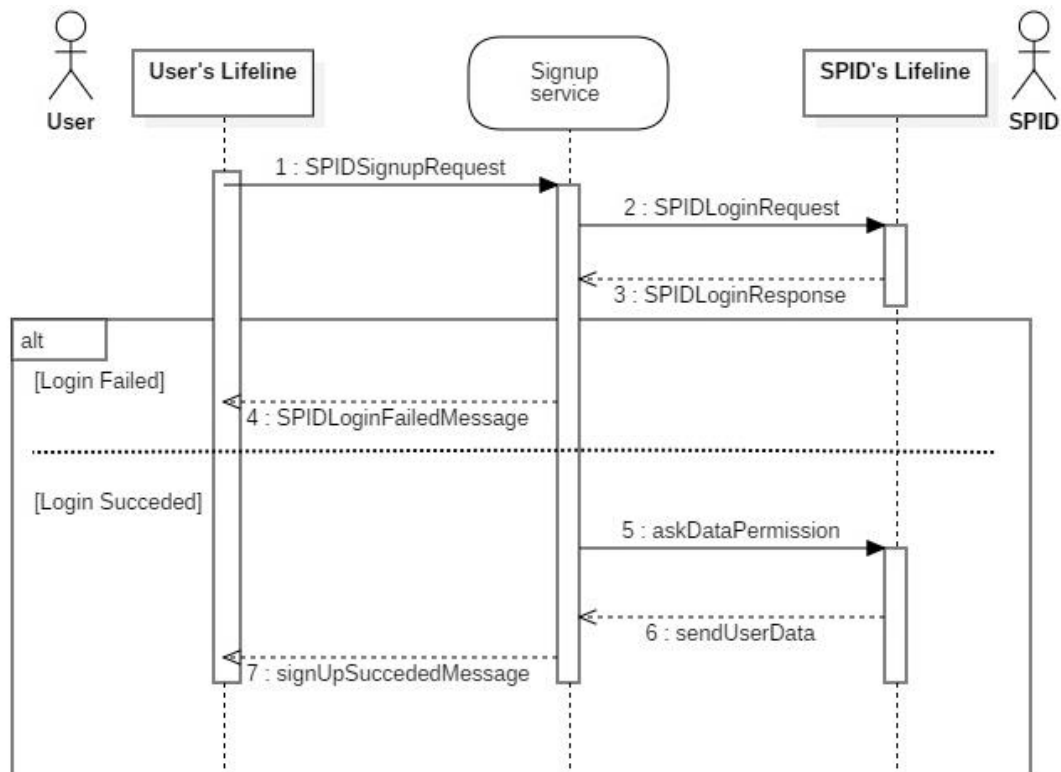 User's Lifeline
Signup
service
SPID's Lifeline
User
SPID
1 : SPIDSignupRequest
2 : SPIDLoginRequest
3 : SPIDLoginResponse
alt
[Login Failed]
4 : SPIDLoginFailedMessage
[Login Succeded]
5 : askDataPermission
6 : sendUserData
7 : signUpSuccededMessage